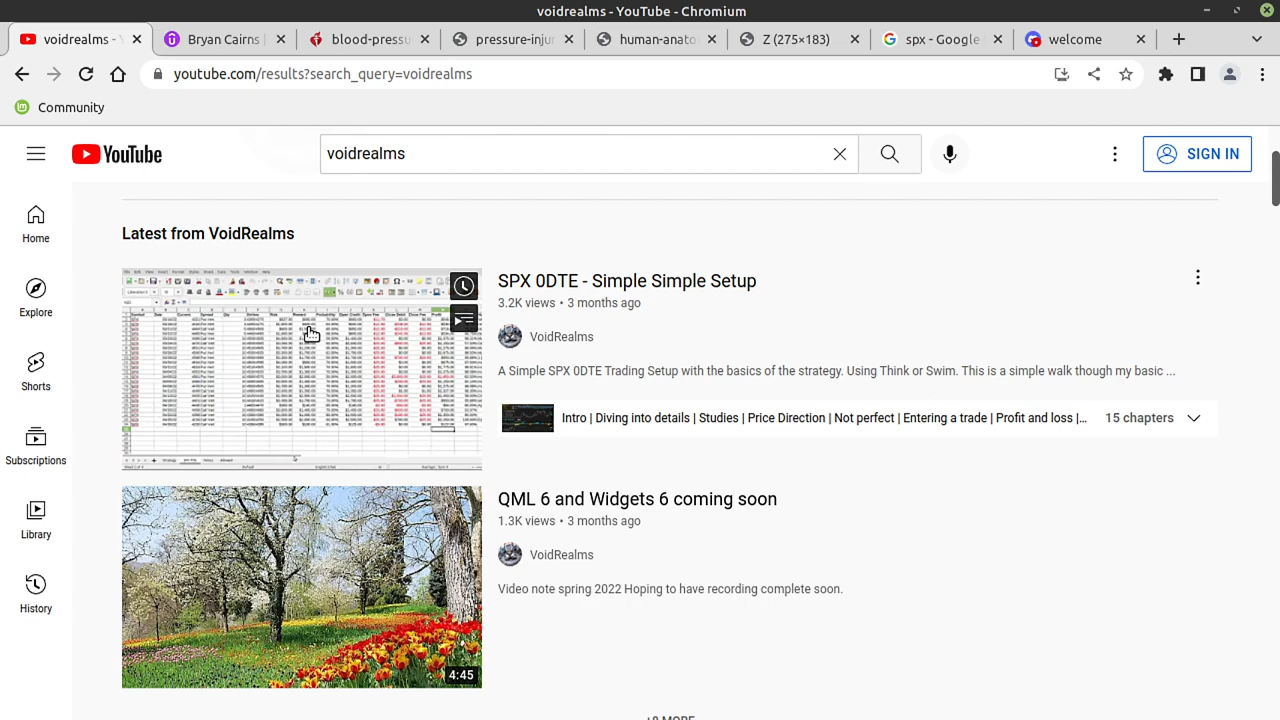 voidrealms - YouTube - Chromium
voidrealms - Y
Bryan Cairns
blood-pressu
pressure-injur
human-anato
Z (275×183)
spx - Google
welcome
youtube.com/results?search_query=voidrealms
Community
YouTube
voidrealms
SIGN IN
Home
Explore
Shorts
Subscriptions
Library
History
Latest from VoidRealms
SPX 0DTE - Simple Simple Setup
3.2K views • 3 months ago
VoidRealms
A Simple SPX 0DTE Trading Setup with the basics of the strategy. Using Think or Swim. This is a simple walk though my basic ...
Intro | Diving into details | Studies | Price Direction | Not perfect | Entering a trade | Profit and loss |...
15 chapters
QML 6 and Widgets 6 coming soon
1.3K views • 3 months ago
VoidRealms
Video note spring 2022 Hoping to have recording complete soon.
4:45